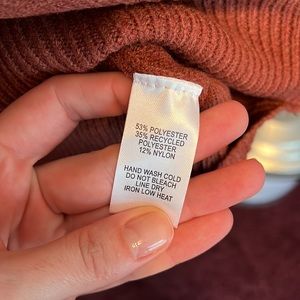 53% POLYESTER
35% RECYCLED
POLYESTER
12% NYLON
HAND WASH COLD
DO NOT BLEACH
LINE DRY
IRON LOW HEAT